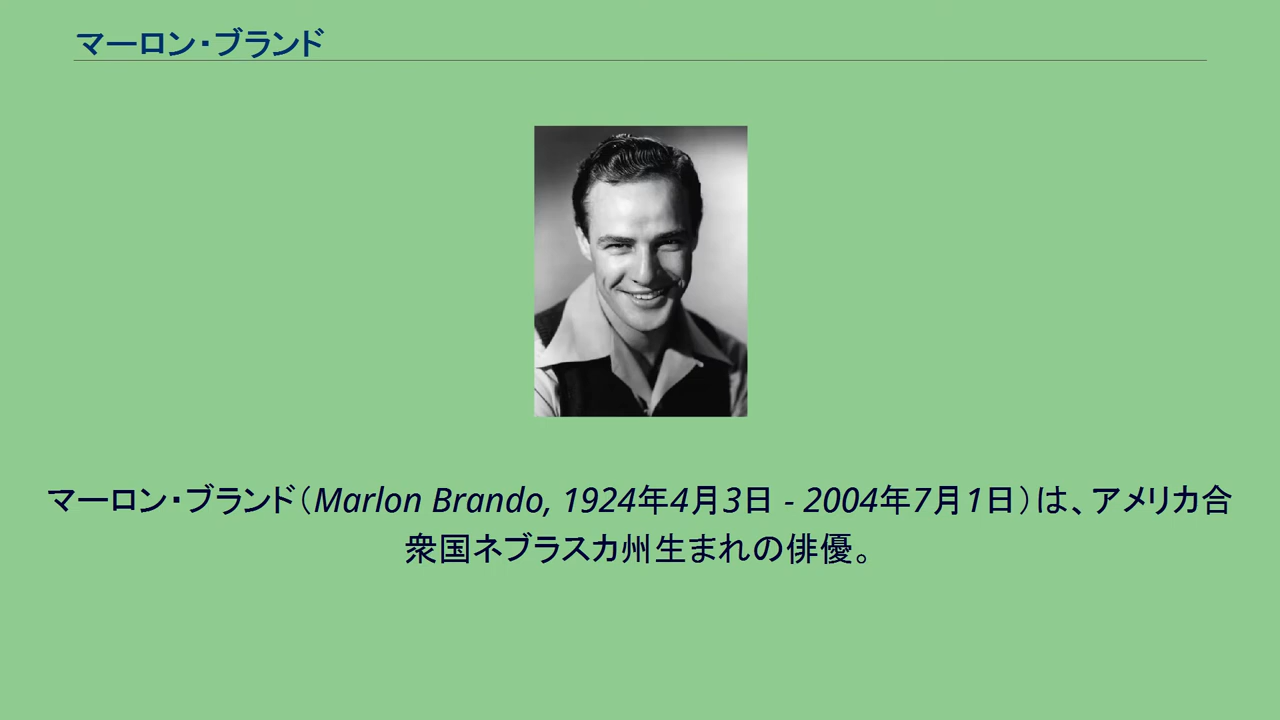 マーロン・ブランド
マーロン・ブランド（Marlon Brando, 1924年4月3日 - 2004年7月1日）は、アメリカ合
衆国ネブラスカ州生まれの俳優。